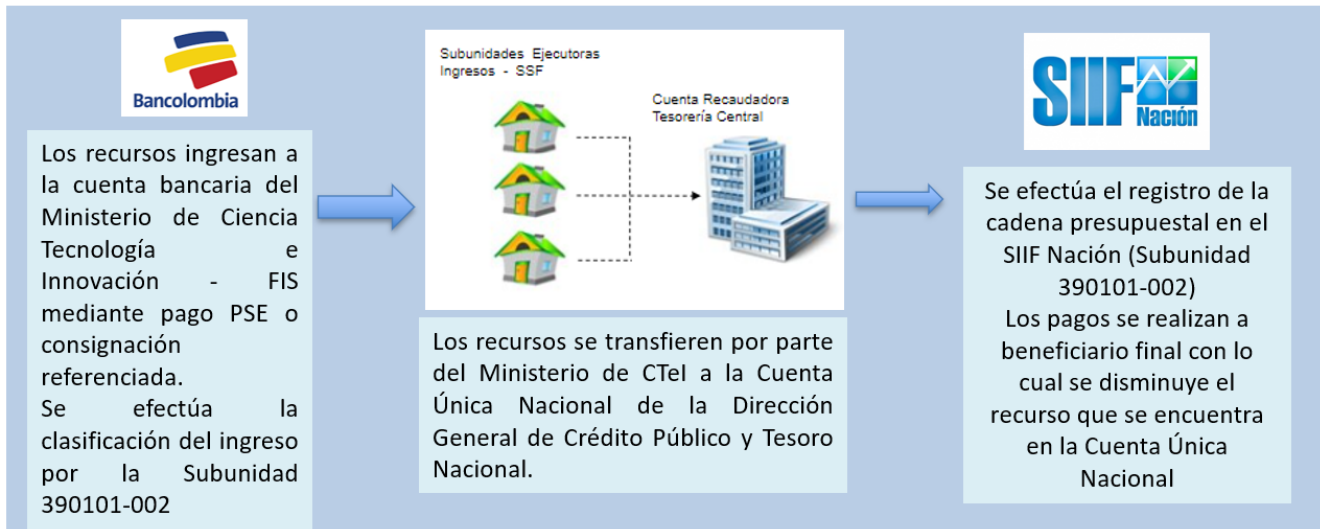 Bancolombia
Los recursos ingresan a
la cuenta bancaria del
Ministerio de Ciencia
Tecnología e
Innovación - FIS
mediante pago PSE o
consignación
referenciada.
Se efectúa la
clasificación del ingreso
por la Subunidad
390101-002
Subunidades Ejecutoras
Ingresos - SSF
Cuenta Recaudadora
Tesorería Central
Los recursos se transfieren por parte
del Ministerio de CTeI a la Cuenta
Única Nacional de la Dirección
General de Crédito Público y Tesoro
Nacional.
SIIF
Nación
Se efectúa el registro de la
cadena presupuestal en el
SIIF Nación (Subunidad
390101-002)
Los pagos se realizan a
beneficiario final con lo
cual se disminuye el
recurso que se encuentra
en la Cuenta Única
Nacional